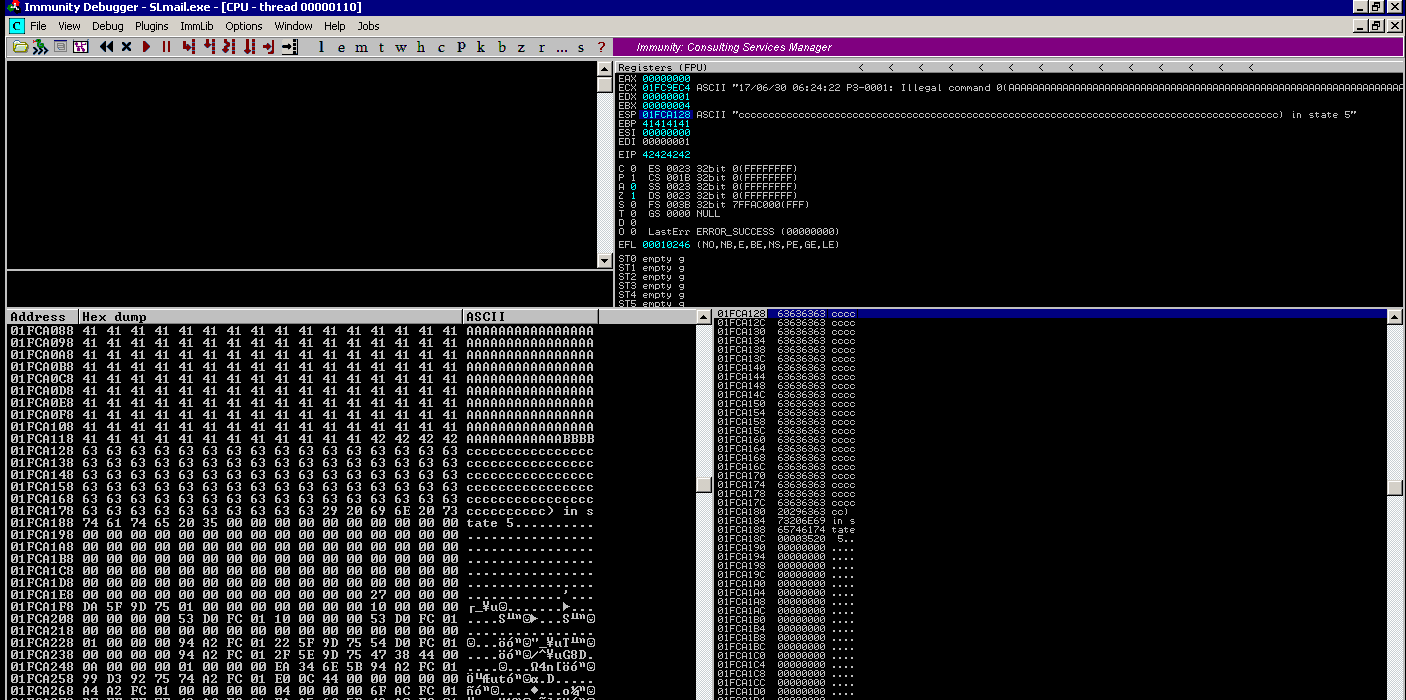 Immunity Debugger - SLmail.exe - [CPU - thread 00000110]
C File View Debug Plugins ImmLib Options Window Help Jobs
l e m t w h c P k b z r ... s ? Immunity: Consulting Services Manager
Registers (FPU) < < < < < < < < < < < < < <
EAX 00000000
ECX 01FC9EC4 ASCII "17/06/30 06:24:22 P3-0001: Illegal command 0(AAAAAAAAAAAAAAAAAAAAAAAAAAAAAAAAAAAAAAAAAAAAAAAAAAAAAAAAAAAAAAAAAA
EDX 00000001
EBX 00000004
ESP 01FCA128 ASCII "cccccccccccccccccccccccccccccccccccccccccccccccccccccccccccccccccccccccccccccccccccccccccc) in state 5"
EBP 41414141
ESI 00000000
EDI 00000001
EIP 42424242
C 0 ES 0023 32bit 0(FFFFFFFF)
P 1 CS 001B 32bit 0(FFFFFFFF)
A 0 SS 0023 32bit 0(FFFFFFFF)
Z 1 DS 0023 32bit 0(FFFFFFFF)
S 0 FS 003B 32bit 7FFAC000(FFF)
T 0 GS 0000 NULL
D 0
O 0 LastErr ERROR_SUCCESS (00000000)
EFL 00010246 (NO,NB,E,BE,NS,PE,GE,LE)
ST0 empty g
ST1 empty g
ST2 empty g
ST3 empty g
ST4 empty g
ST5 empty g
Address Hex dump ASCII
01FCA088 41 41 41 41 41 41 41 41 41 41 41 41 41 41 41 41 AAAAAAAAAAAAAAAA
01FCA098 41 41 41 41 41 41 41 41 41 41 41 41 41 41 41 41 AAAAAAAAAAAAAAAA
01FCA0A8 41 41 41 41 41 41 41 41 41 41 41 41 41 41 41 41 AAAAAAAAAAAAAAAA
01FCA0B8 41 41 41 41 41 41 41 41 41 41 41 41 41 41 41 41 AAAAAAAAAAAAAAAA
01FCA0C8 41 41 41 41 41 41 41 41 41 41 41 41 41 41 41 41 AAAAAAAAAAAAAAAA
01FCA0D8 41 41 41 41 41 41 41 41 41 41 41 41 41 41 41 41 AAAAAAAAAAAAAAAA
01FCA0E8 41 41 41 41 41 41 41 41 41 41 41 41 41 41 41 41 AAAAAAAAAAAAAAAA
01FCA0F8 41 41 41 41 41 41 41 41 41 41 41 41 41 41 41 41 AAAAAAAAAAAAAAAA
01FCA108 41 41 41 41 41 41 41 41 41 41 41 41 41 41 41 41 AAAAAAAAAAAAAAAA
01FCA118 41 41 41 41 41 41 41 41 41 41 41 41 42 42 42 42 AAAAAAAAAAAABBBB
01FCA128 63 63 63 63 63 63 63 63 63 63 63 63 63 63 63 63 cccccccccccccccc
01FCA138 63 63 63 63 63 63 63 63 63 63 63 63 63 63 63 63 cccccccccccccccc
01FCA148 63 63 63 63 63 63 63 63 63 63 63 63 63 63 63 63 cccccccccccccccc
01FCA158 63 63 63 63 63 63 63 63 63 63 63 63 63 63 63 63 cccccccccccccccc
01FCA168 63 63 63 63 63 63 63 63 63 63 63 63 63 63 63 63 cccccccccccccccc
01FCA178 63 63 63 63 63 63 63 63 63 63 29 20 69 6E 20 73 cccccccccc) in s
01FCA188 74 61 74 65 20 35 00 00 00 00 00 00 00 00 00 00 tate 5..........
01FCA198 00 00 00 00 00 00 00 00 00 00 00 00 00 00 00 00 ................
01FCA1A8 00 00 00 00 00 00 00 00 00 00 00 00 00 00 00 00 ................
01FCA1B8 00 00 00 00 00 00 00 00 00 00 00 00 00 00 00 00 ................
01FCA1C8 00 00 00 00 00 00 00 00 00 00 00 00 00 00 00 00 ................
01FCA1D8 00 00 00 00 00 00 00 00 00 00 00 00 00 00 00 00 ................
01FCA1E8 00 00 00 00 00 00 00 00 00 00 00 00 27 00 00 00 ............'...
01FCA1F8 DA 5F 9D 75 01 00 00 00 00 00 00 00 10 00 00 00
01FCA208 00 00 00 00 53 D0 FC 01 10 00 00 00 53 D0 FC 01
01FCA218 00 00 00 00 00 00 00 00 00 00 00 00 00 00 00 00 ................
01FCA228 01 00 00 00 94 A2 FC 01 22 5F 9D 75 54 D0 FC 01
01FCA238 00 00 00 00 94 A2 FC 01 2F 5E 9D 75 47 38 44 00
01FCA248 0A 00 00 00 01 00 00 00 EA 34 6E 5B 94 A2 FC 01
01FCA258 99 D3 92 75 74 A2 FC 01 E0 0C 44 00 00 00 00 00
01FCA268 A4 A2 FC 01 00 00 00 00 04 00 00 00 6F AC FC 01
01FCA128 63636363 cccc
01FCA12C 63636363 cccc
01FCA130 63636363 cccc
01FCA134 63636363 cccc
01FCA138 63636363 cccc
01FCA13C 63636363 cccc
01FCA140 63636363 cccc
01FCA144 63636363 cccc
01FCA148 63636363 cccc
01FCA14C 63636363 cccc
01FCA150 63636363 cccc
01FCA154 63636363 cccc
01FCA158 63636363 cccc
01FCA15C 63636363 cccc
01FCA160 63636363 cccc
01FCA164 63636363 cccc
01FCA168 63636363 cccc
01FCA16C 63636363 cccc
01FCA170 63636363 cccc
01FCA174 63636363 cccc
01FCA178 63636363 cccc
01FCA17C 63636363 cccc
01FCA180 20296363 cc)
01FCA184 73206E69 in s
01FCA188 65746174 tate
01FCA18C 00003520 5..
01FCA190 00000000 ....
01FCA194 00000000 ....
01FCA198 00000000 ....
01FCA19C 00000000 ....
01FCA1A0 00000000 ....
01FCA1A4 00000000 ....
01FCA1A8 00000000 ....
01FCA1AC 00000000 ....
01FCA1B0 00000000 ....
01FCA1B4 00000000 ....
01FCA1B8 00000000 ....
01FCA1BC 00000000 ....
01FCA1C0 00000000 ....
01FCA1C4 00000000 ....
01FCA1C8 00000000 ....
01FCA1CC 00000000 ....
01FCA1D0 00000000 ....